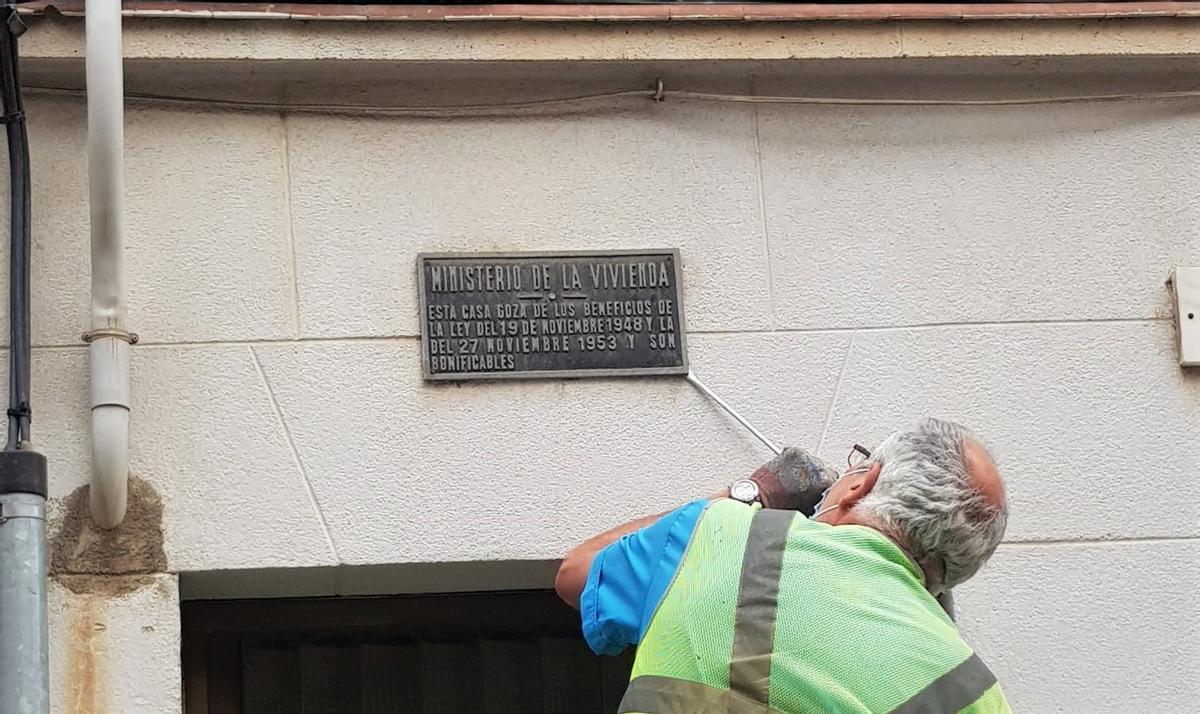 MINISTERIO DE LA VIVIENDA
ESTA CASA GOZA DE LOS BENEFICIOS DE
LA LEY DEL 19 DE NOVIEMBRE 1948 Y LA
DEL 27 NOVIEMBRE 1953 Y SON
BONIFICABLES